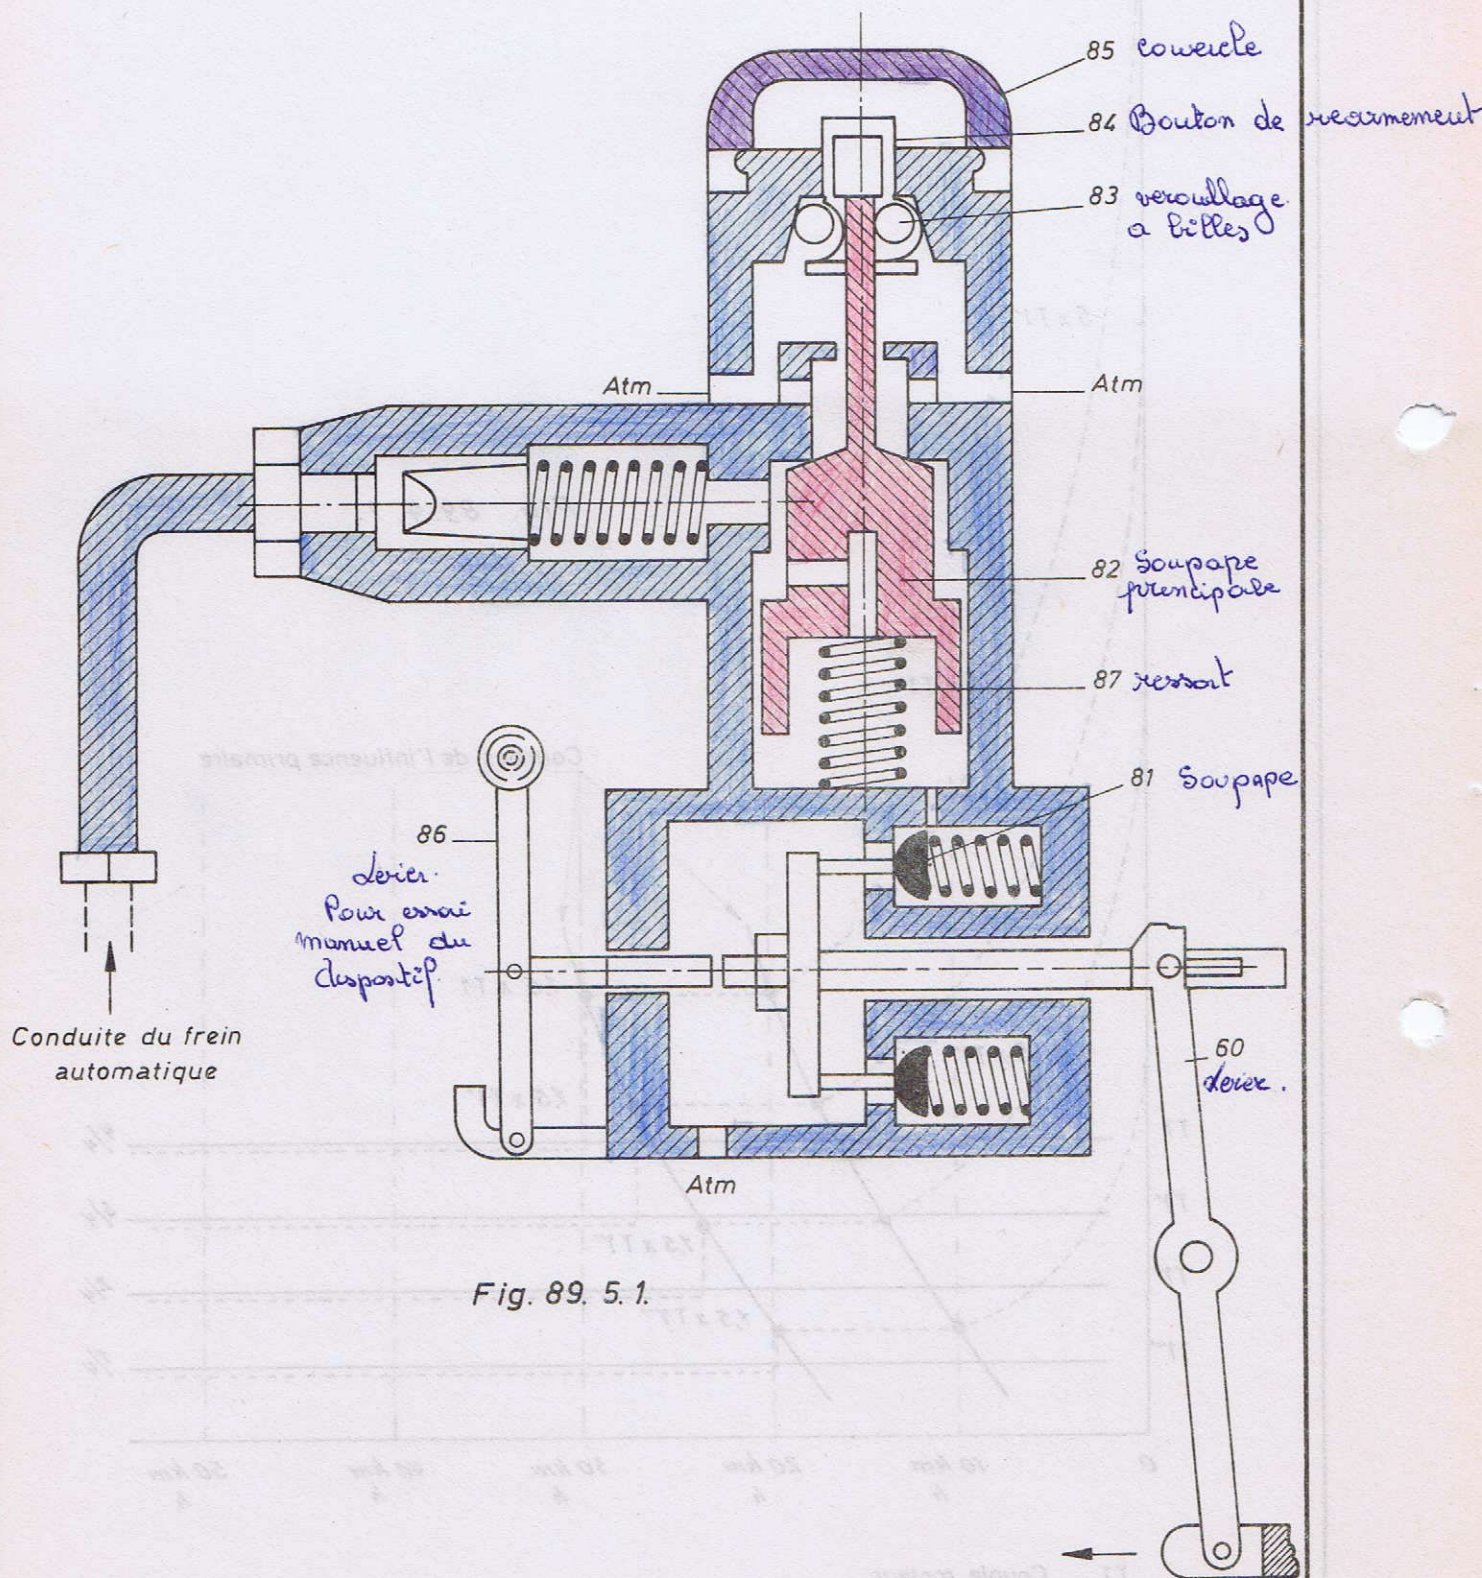 85 couvercle
84 Bouton de rearmement
83 verouillage
a billes
Atm
Atm
82 Soupape
principale
87 ressort
81 Soupape
86
Levier.
Pour essai
manuel du
dispositif.
Conduite du frein
automatique
60
Levier.
Atm
Fig. 89. 5. 1.